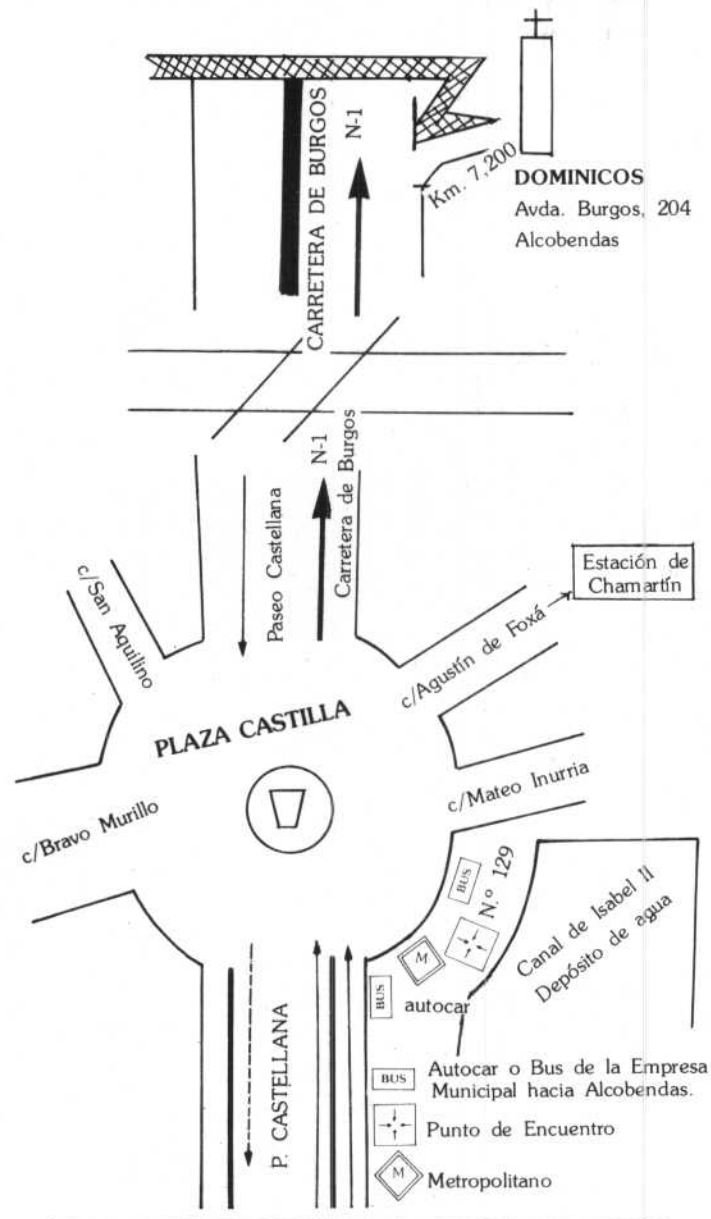 CARRETERA DE BURGOS
N-1
Km. 7,200
DOMINICOS
Avda. Burgos, 204
Alcobendas
N-1
Carretera de Burgos
Paseo Castellana
Estación de
Chamartín
c/San Aquilino
c/Agustín de Foxá
PLAZA CASTILLA
c/Mateo Inurria
c/Bravo Murillo
BUS
N.º 129
M
Canal de Isabel II
Depósito de agua
BUS
autocar
P. CASTELLANA
BUS
Autocar o Bus de la Empresa
Municipal hacia Alcobendas.
Punto de Encuentro
M
Metropolitano